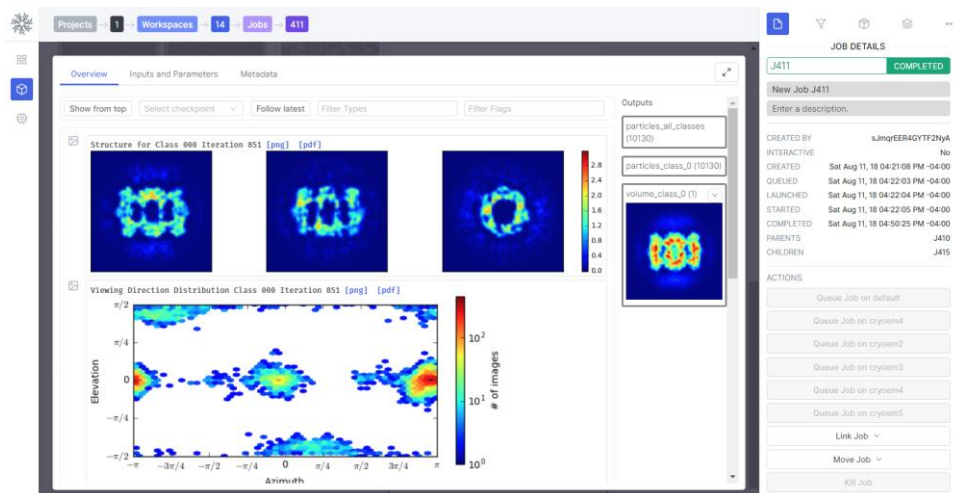 Projects → 1 → Workspaces → 14 → Jobs → 411
Overview Inputs and Parameters Metadata
Show from top Select checkpoint Follow latest Filter Types Filter Flags
Structure for Class 000 Iteration 851 [png] [pdf]
2.8
2.4
2.0
1.6
1.2
0.8
0.4
0.0
Viewing Direction Distribution Class 000 Iteration 851 [png] [pdf]
π/2
π/4
0
−π/4
−π/2
Elevation
−π −3π/4 −π/2 −π/4 0 π/4 π/2 3π/4 π
Azimuth
10²
10¹
10⁰
# of images
Outputs
particles_all_classes
(10130)
particles_class_0 (10130)
volume_class_0 (1)
JOB DETAILS
J411 COMPLETED
New Job J411
Enter a description.
CREATED BY sJmqrEER4GYTF2NyA
INTERACTIVE No
CREATED Sat Aug 11, 18 04:21:08 PM -04:00
QUEUED Sat Aug 11, 18 04:22:03 PM -04:00
LAUNCHED Sat Aug 11, 18 04:22:04 PM -04:00
STARTED Sat Aug 11, 18 04:22:05 PM -04:00
COMPLETED Sat Aug 11, 18 04:50:25 PM -04:00
PARENTS J410
CHILDREN J415
ACTIONS
Queue Job on default
Queue Job on cryoem4
Queue Job on cryoem2
Queue Job on cryoem3
Queue Job on cryoem4
Queue Job on cryoem5
Link Job
Move Job
Kill Job